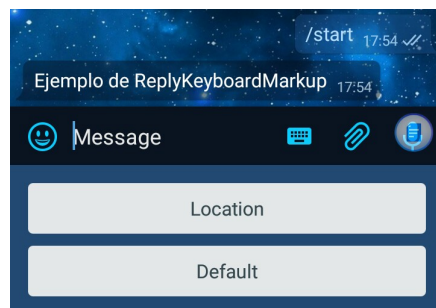 /start 17:54
Ejemplo de ReplyKeyboardMarkup 17:54
Message
Location
Default